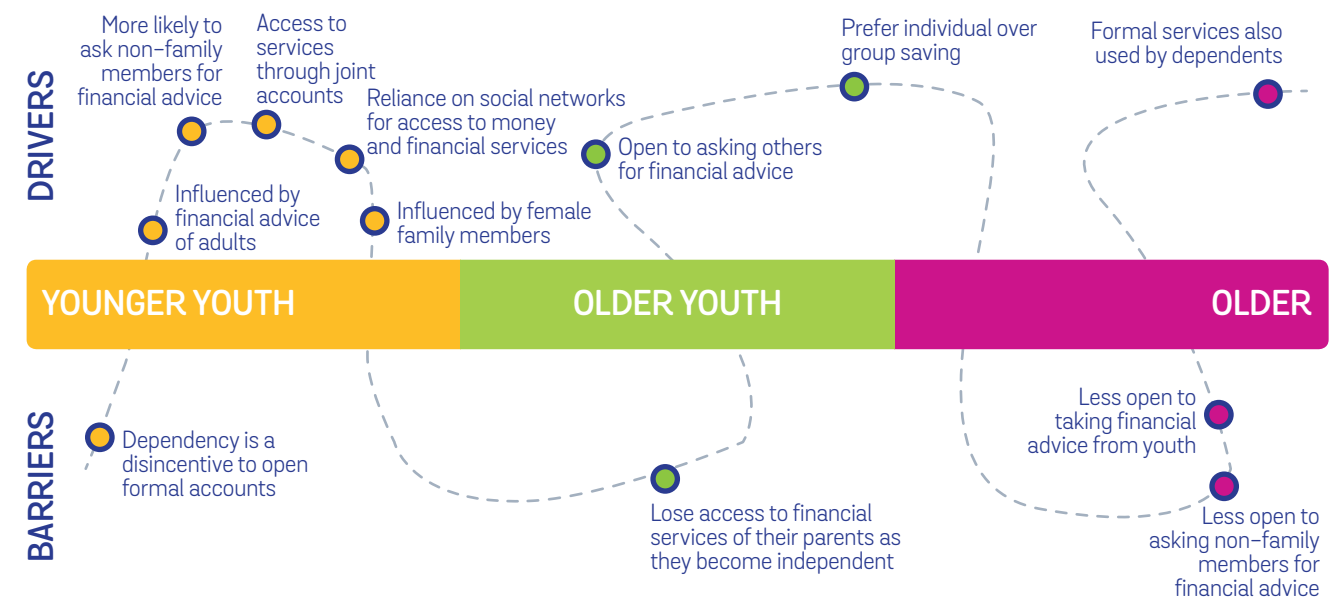 DRIVERS
More likely to
ask non-family
members for
financial advice
Access to
services
through joint
accounts
Reliance on social networks
for access to money
and financial services
Influenced by
financial advice
of adults
Influenced by female
family members
Open to asking others
for financial advice
Prefer individual over
group saving
Formal services also
used by dependents
YOUNGER YOUTH
OLDER YOUTH
OLDER
BARRIERS
Dependency is a
disincentive to open
formal accounts
Lose access to financial
services of their parents as
they become independent
Less open to
taking financial
advice from youth
Less open to
asking non-family
members for
financial advice